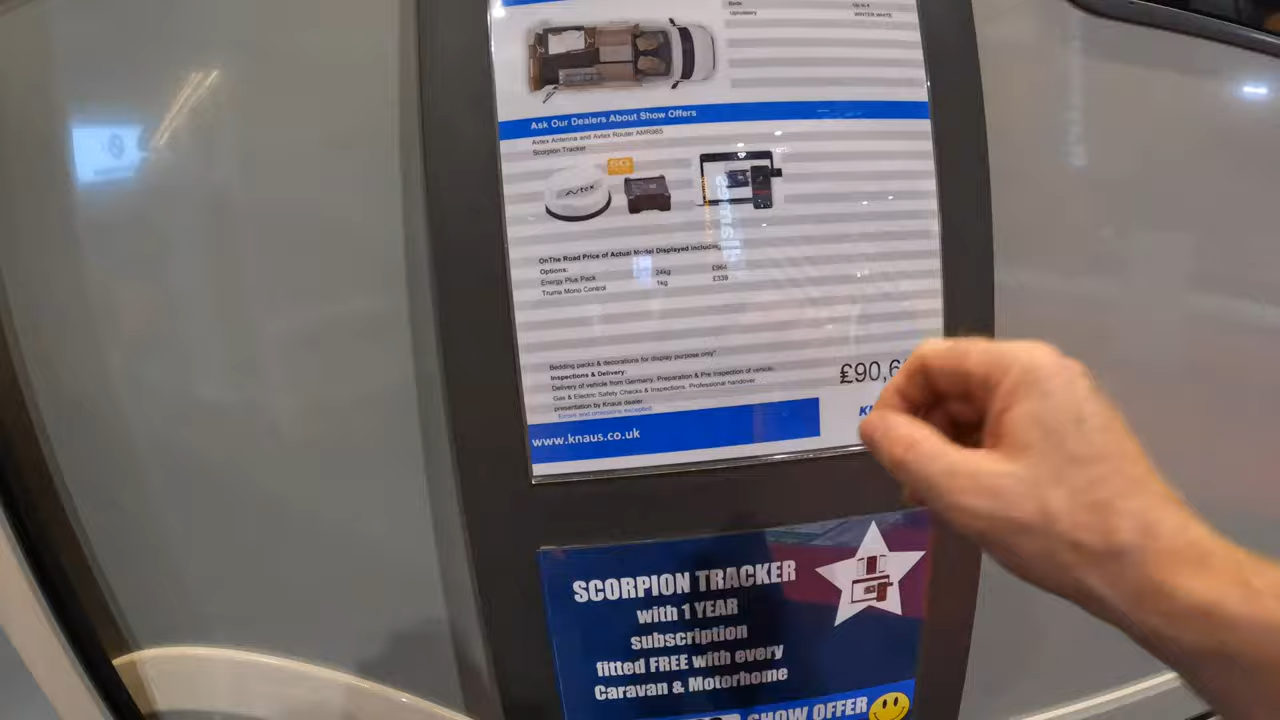 Beds:
Upholstery WINTER WHITE
Ask Our Dealers About Show Offers
Avtex Antenna and Avtex Router AMR985
Scorpion Tracker
5G
Avtex
OnThe Road Price of Actual Model Displayed Including
Options:
Energy Plus Pack 24kg £964
Truma Mono Control 1kg £339
Bedding packs & decorations for display purpose only*
Inspections & Delivery:
Delivery of vehicle from Germany, Preparation & Pre Inspection of vehicle.
Gas & Electric Safety Checks & Inspections. Professional handover
presentation by Knaus dealer
Errors and omissions excepted
£90,6
www.knaus.co.uk
SCORPION TRACKER
with 1 YEAR
subscription
fitted FREE with every
Caravan & Motorhome
SHOW OFFER